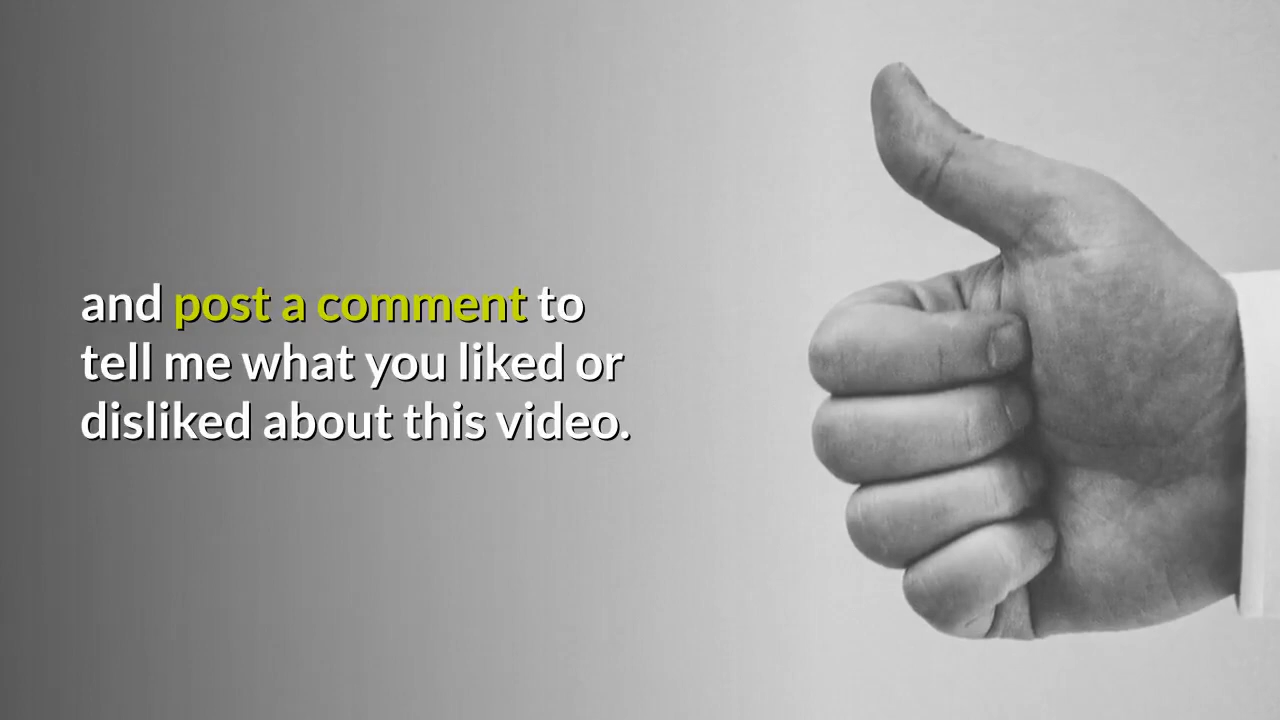 and post a comment to
tell me what you liked or
disliked about this video.